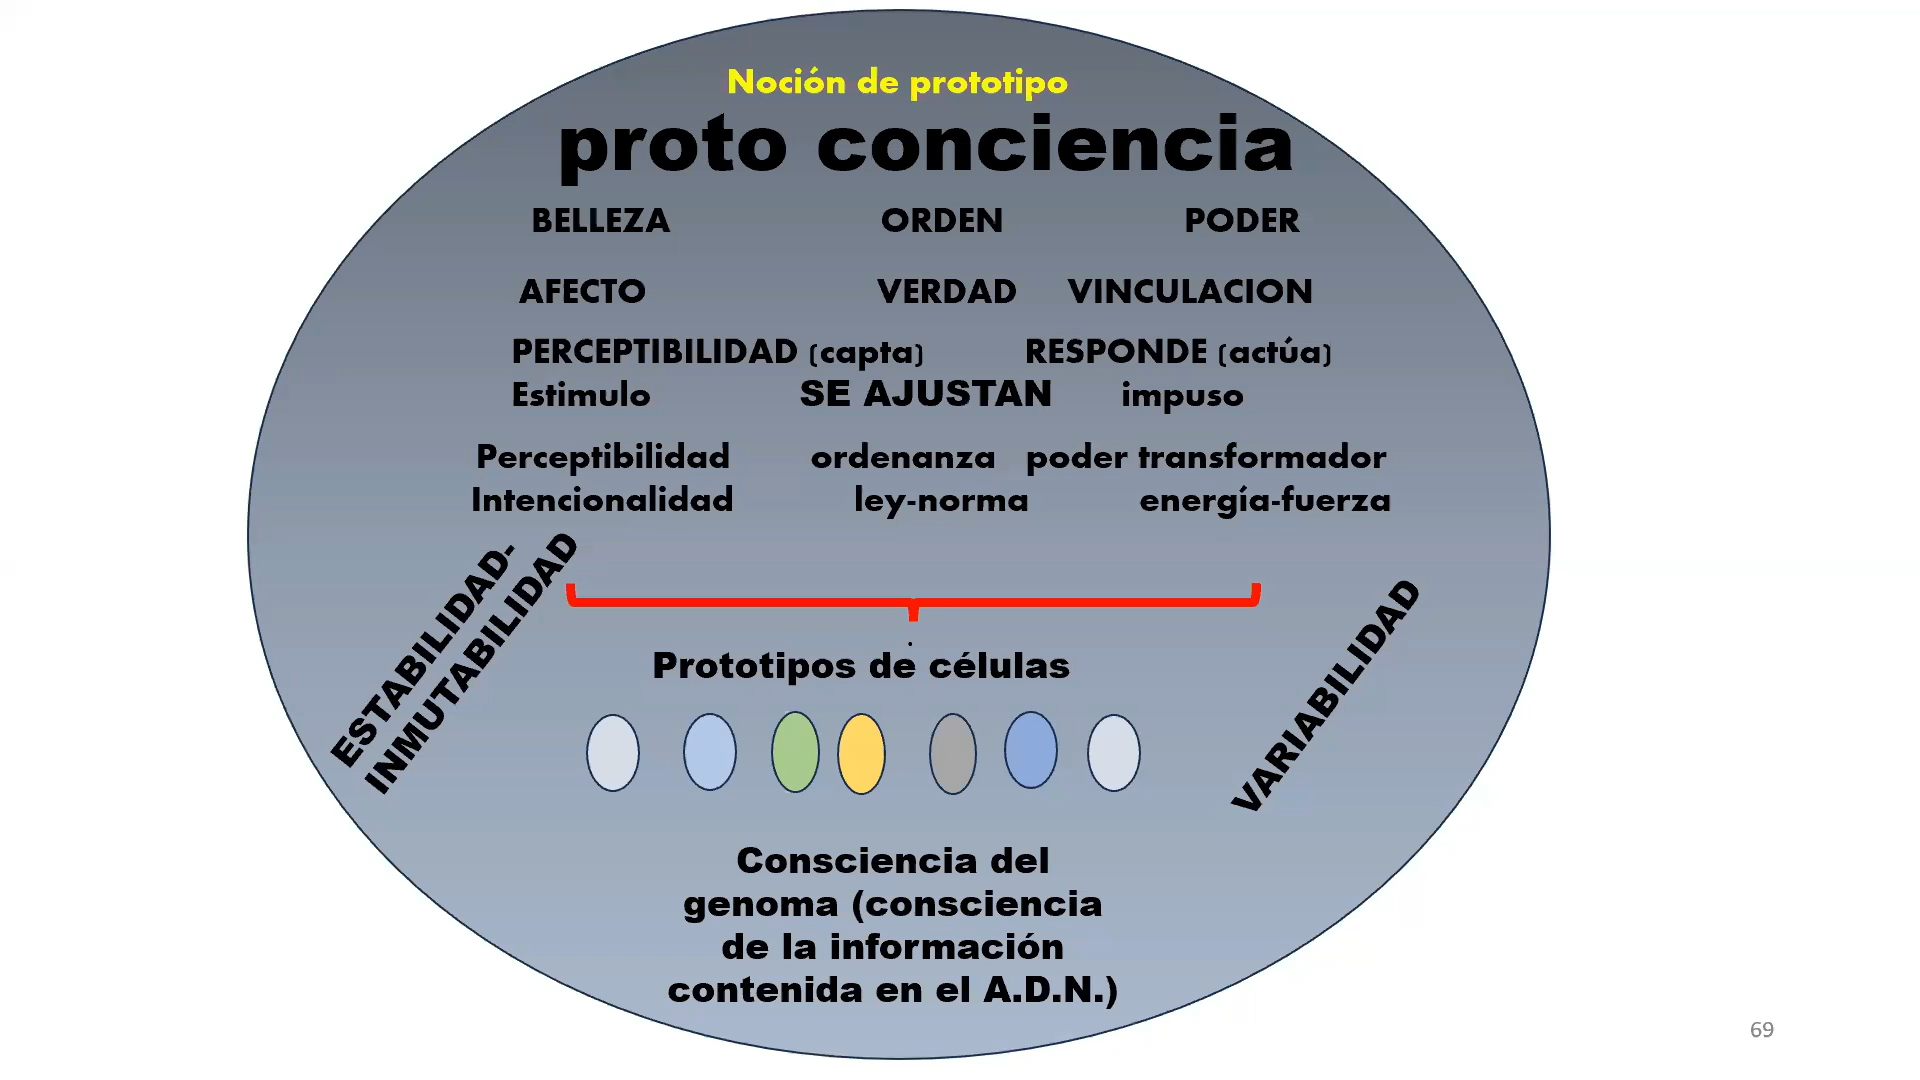 Noción de prototipo
proto conciencia
BELLEZA ORDEN PODER
AFECTO VERDAD VINCULACION
PERCEPTIBILIDAD (capta) RESPONDE (actúa)
Estimulo SE AJUSTAN impuso
Perceptibilidad ordenanza poder transformador
Intencionalidad ley-norma energía-fuerza
ESTABILIDAD-
INMUTABILIDAD
VARIABILIDAD
.
Prototipos de células
Consciencia del
genoma (consciencia
de la información
contenida en el A.D.N.)
69